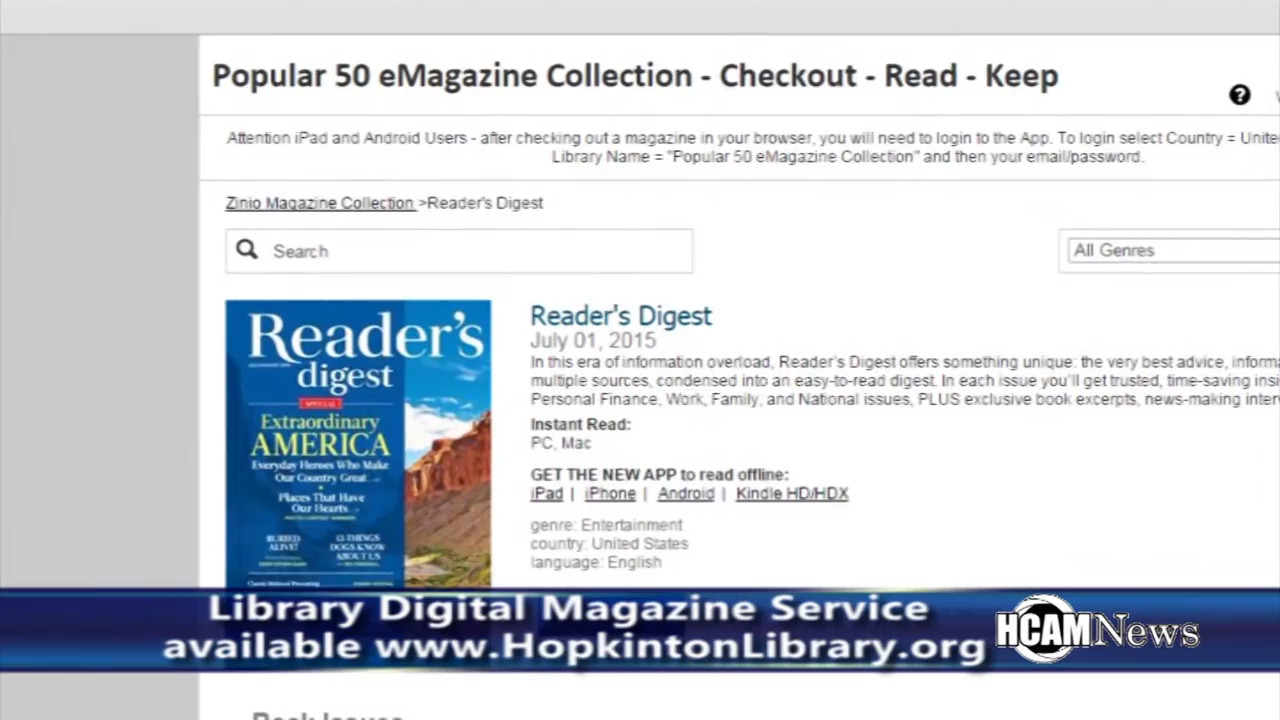 Popular 50 eMagazine Collection - Checkout - Read - Keep
Attention iPad and Android Users - after checking out a magazine in your browser, you will need to login to the App. To login select Country = Unite
Library Name = "Popular 50 eMagazine Collection" and then your email/password.
Zinio Magazine Collection >Reader's Digest
Search
All Genres
Reader's
digest
SPECIAL
Extraordinary
AMERICA
Everyday Heroes Who Make
Our Country Great
Places That Have
Our Hearts
BURIED
ALIVE!
13 THINGS
DOGS KNOW
ABOUT US
Reader's Digest
July 01, 2015
In this era of information overload, Reader's Digest offers something unique: the very best advice, inform
multiple sources, condensed into an easy-to-read digest. In each issue you'll get trusted, time-saving insi
Personal Finance, Work, Family, and National issues, PLUS exclusive book excerpts, news-making inter
Instant Read:
PC, Mac
GET THE NEW APP to read offline:
iPad | iPhone | Android | Kindle HD/HDX
genre: Entertainment
country: United States
language: English
Library Digital Magazine Service
available www.HopkintonLibrary.org
HCAM News